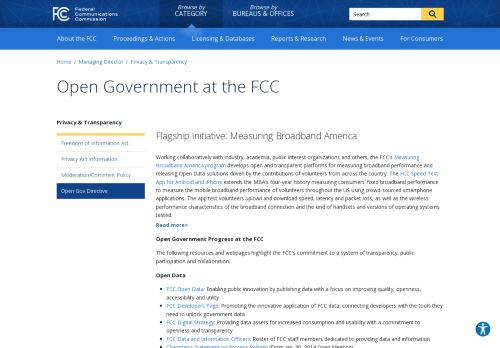 FCC Federal Communications Commission
Browse by CATEGORY
Browse by BUREAUS & OFFICES
Search
About the FCC
Proceedings & Actions
Licensing & Databases
Reports & Research
News & Events
For Consumers
Home / Managing Director / Privacy & Transparency
Open Government at the FCC
Privacy & Transparency
Freedom of Information Act
Privacy Act Information
Moderation/Comment Policy
Open Gov Directive
Flagship Initiative: Measuring Broadband America
Working collaboratively with industry, academia, public interest organizations and others, the FCC's Measuring
Broadband America program develops open and transparent platforms for measuring broadband performance and
releasing Open Data solutions driven by the contributions of volunteers from across the country. The FCC Speed Test
App for Android and iPhone extends the MBA's four-year history measuring consumers' fixed broadband performance
to measure the mobile broadband performance of volunteers throughout the US using crowd-sourced smartphone
applications. The app test volunteers upload and download speed, latency and packet loss, as well as the wireless
performance characteristics of the broadband connection and the kind of handsets and versions of operating systems
tested.
Read more»
Open Government Progress at the FCC
The following resources and webpages highlight the FCC's commitment to a system of transparency, public
participation and collaboration.
Open Data
FCC Open Data: Enabling public innovation by publishing data with a focus on improving quality, openness,
accessibility and utility
FCC Developers Page: Promoting the innovative application of FCC data, connecting developers with the tools they
need to unlock government data
FCC Digital Strategy: Providing data assets for increased consumption and usability with a commitment to
openness and transparency
FCC Data and Information Officers: Roster of FCC staff members dedicated to providing data and information
Chairman's Statement on Process Reform (From Jan. 30, 2014 Open Meeting)